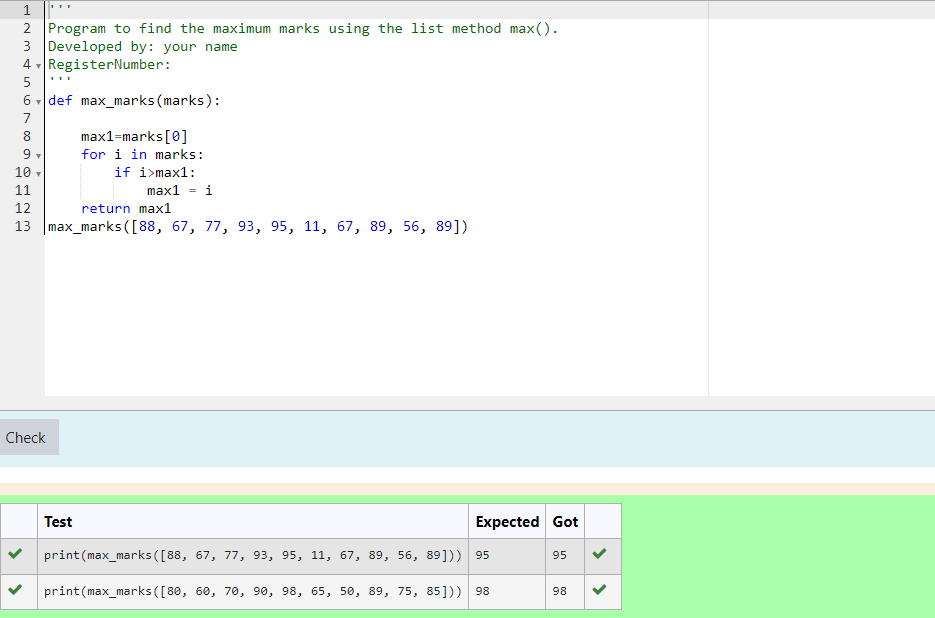 1 '''
2 Program to find the maximum marks using the list method max().
3 Developed by: your name
4 RegisterNumber:
5 '''
6 def max_marks(marks):
7
8     max1=marks[0]
9     for i in marks:
10         if i>max1:
11             max1 = i
12     return max1
13 max_marks([88, 67, 77, 93, 95, 11, 67, 89, 56, 89])
Check
Test Expected Got
print(max_marks([88, 67, 77, 93, 95, 11, 67, 89, 56, 89])) 95 95
print(max_marks([80, 60, 70, 90, 98, 65, 50, 89, 75, 85])) 98 98